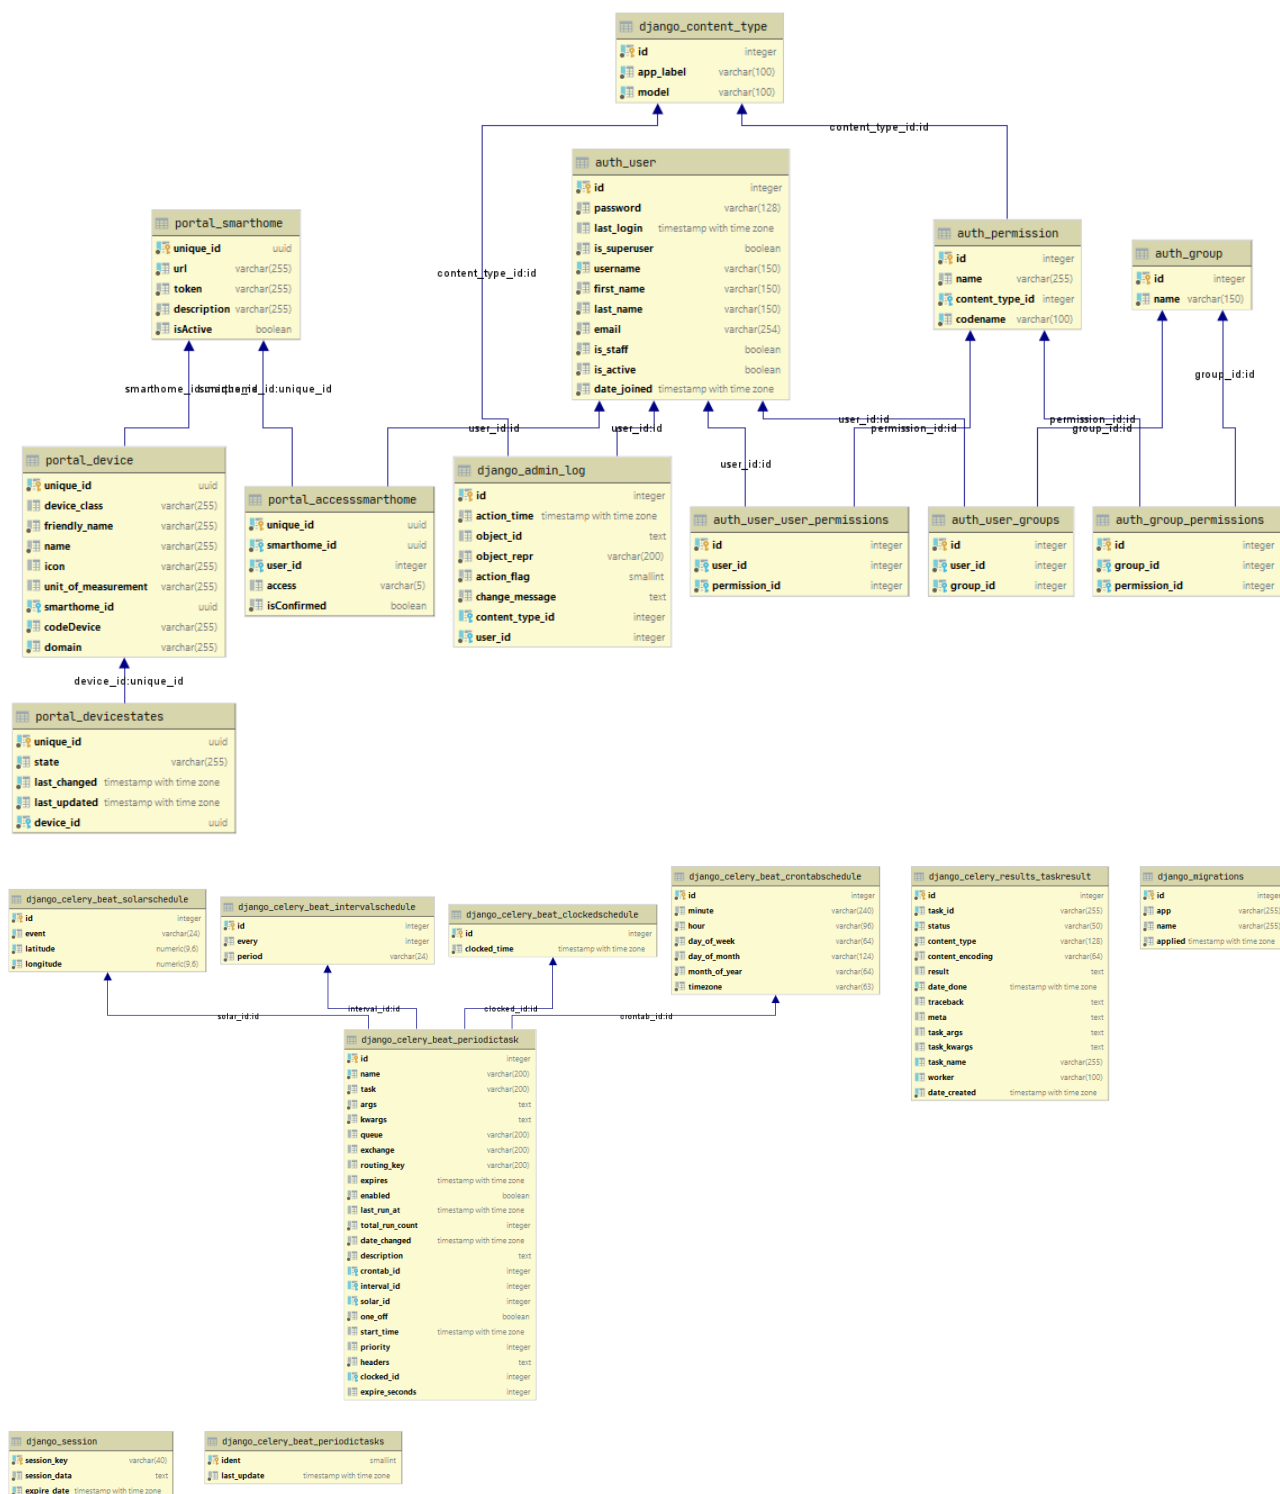 django_content_type
id integer
app_label varchar(100)
model varchar(100)
content_type_id:id
auth_user
id integer
password varchar(128)
last_login timestamp with time zone
is_superuser boolean
username varchar(150)
first_name varchar(150)
last_name varchar(150)
email varchar(254)
is_staff boolean
is_active boolean
date_joined timestamp with time zone
portal_smarthome
unique_id uuid
url varchar(255)
token varchar(255)
description varchar(255)
isActive boolean
content_type_id:id
auth_permission
id integer
name varchar(255)
content_type_id integer
codename varchar(100)
auth_group
id integer
name varchar(150)
group_id:id
smarthome_id:unique_id
user_id:id
user_id:id
user_id:id
permission_id:id
user_id:id
permission_id:id
group_id:id
portal_device
unique_id uuid
device_class varchar(255)
friendly_name varchar(255)
name varchar(255)
icon varchar(255)
unit_of_measurement varchar(255)
smarthome_id uuid
codeDevice varchar(255)
domain varchar(255)
portal_accesssmarthome
unique_id uuid
smarthome_id uuid
user_id integer
access varchar(5)
isConfirmed boolean
django_admin_log
id integer
action_time timestamp with time zone
object_id text
object_repr varchar(200)
action_flag smallint
change_message text
content_type_id integer
user_id integer
auth_user_user_permissions
id integer
user_id integer
permission_id integer
auth_user_groups
id integer
user_id integer
group_id integer
auth_group_permissions
id integer
group_id integer
permission_id integer
device_id:unique_id
portal_devicestates
unique_id uuid
state varchar(255)
last_changed timestamp with time zone
last_updated timestamp with time zone
device_id uuid
django_celery_beat_solarschedule
id integer
event varchar(24)
latitude numeric(9,6)
longitude numeric(9,6)
django_celery_beat_intervalschedule
id integer
every integer
period varchar(24)
django_celery_beat_clockedschedule
id integer
clocked_time timestamp with time zone
django_celery_beat_crontabschedule
id integer
minute varchar(240)
hour varchar(96)
day_of_week varchar(64)
day_of_month varchar(124)
month_of_year varchar(64)
timezone varchar(63)
django_celery_results_taskresult
id integer
task_id varchar(255)
status varchar(50)
content_type varchar(128)
content_encoding varchar(64)
result text
date_done timestamp with time zone
traceback text
meta text
task_args text
task_kwargs text
task_name varchar(255)
worker varchar(100)
date_created timestamp with time zone
django_migrations
id integer
app varchar(255)
name varchar(255)
applied timestamp with time zone
solar_id:id
interval_id:id
clocked_id:id
crontab_id:id
django_celery_beat_periodictask
id integer
name varchar(200)
task varchar(200)
args text
kwargs text
queue varchar(200)
exchange varchar(200)
routing_key varchar(200)
expires timestamp with time zone
enabled boolean
last_run_at timestamp with time zone
total_run_count integer
date_changed timestamp with time zone
description text
crontab_id integer
interval_id integer
solar_id integer
one_off boolean
start_time timestamp with time zone
priority integer
headers text
clocked_id integer
expire_seconds integer
django_session
session_key varchar(40)
session_data text
expire_date timestamp with time zone
django_celery_beat_periodictasks
ident smallint
last_update timestamp with time zone